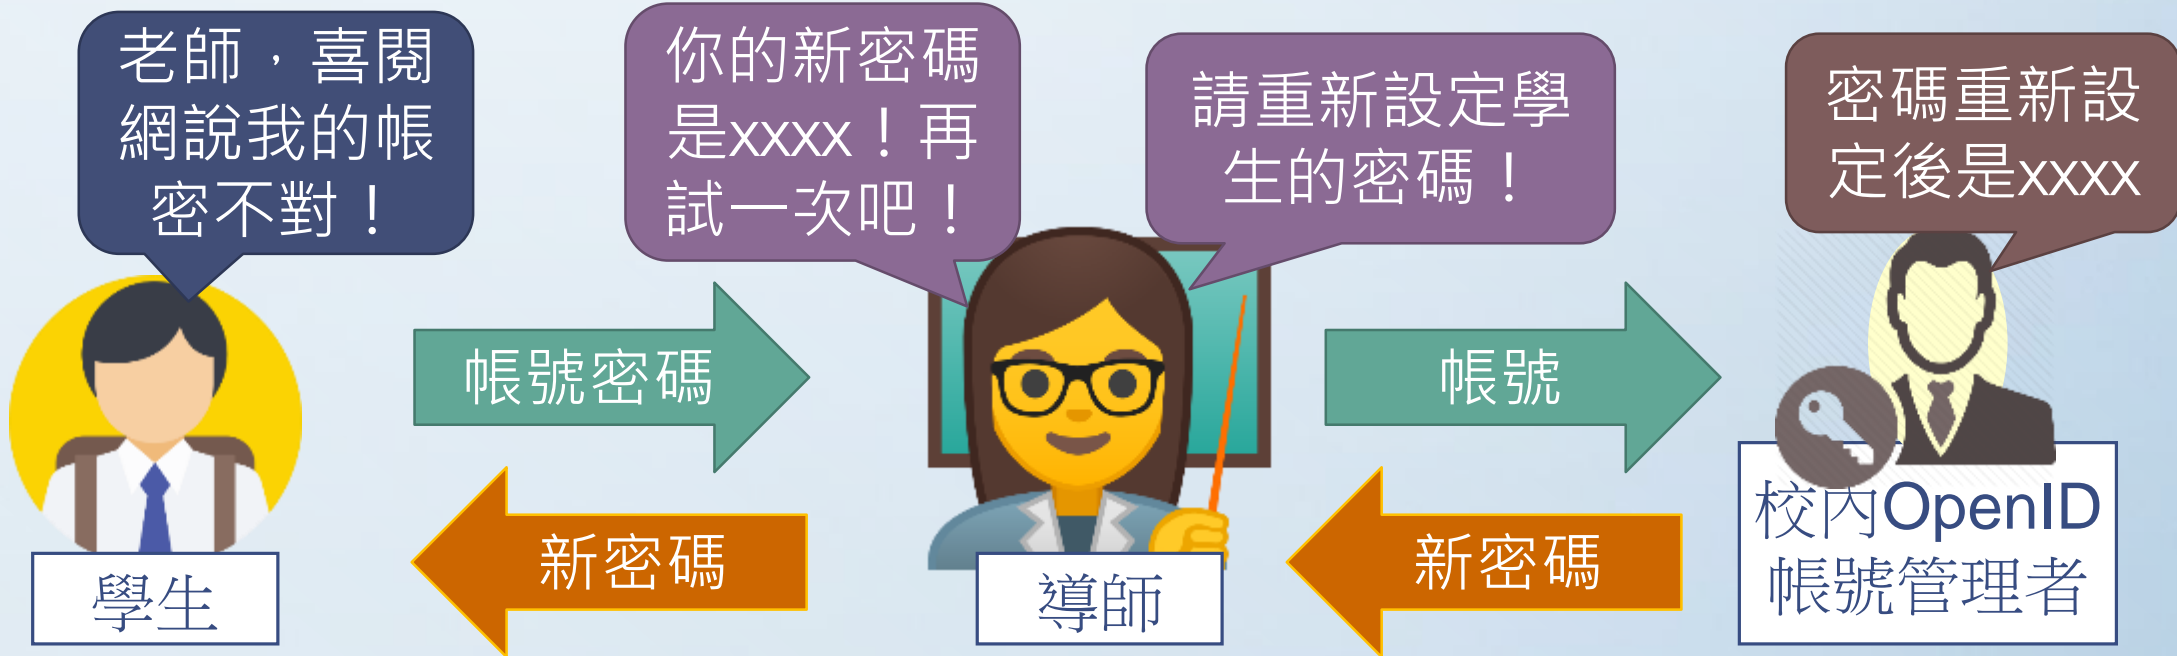 老師，喜閱
網說我的帳
密不對！
你的新密碼
是xxxx！再
試一次吧！
請重新設定學
生的密碼！
密碼重新設
定後是xxxx
帳號密碼
帳號
新密碼
新密碼
學生
導師
校內OpenID
帳號管理者